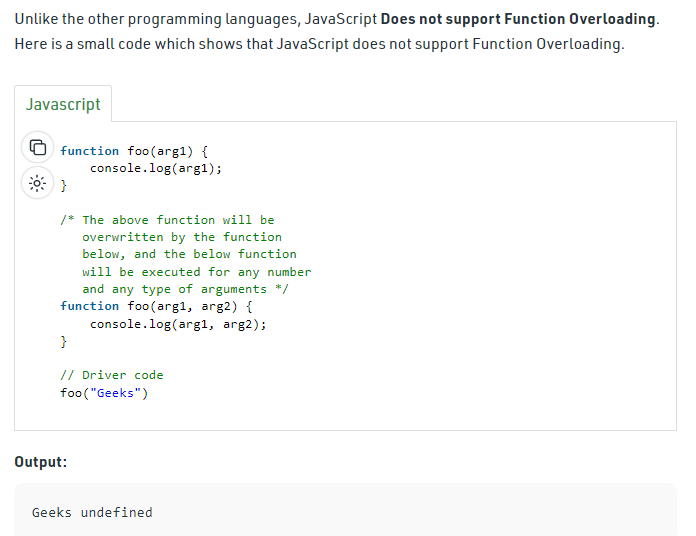 Unlike the other programming languages, JavaScript Does not support Function Overloading.
Here is a small code which shows that JavaScript does not support Function Overloading.
Javascript
function foo(arg1) {
    console.log(arg1);
}
/* The above function will be
   overwritten by the function
   below, and the below function
   will be executed for any number
   and any type of arguments */
function foo(arg1, arg2) {
    console.log(arg1, arg2);
}
// Driver code
foo("Geeks")
Output:
Geeks undefined